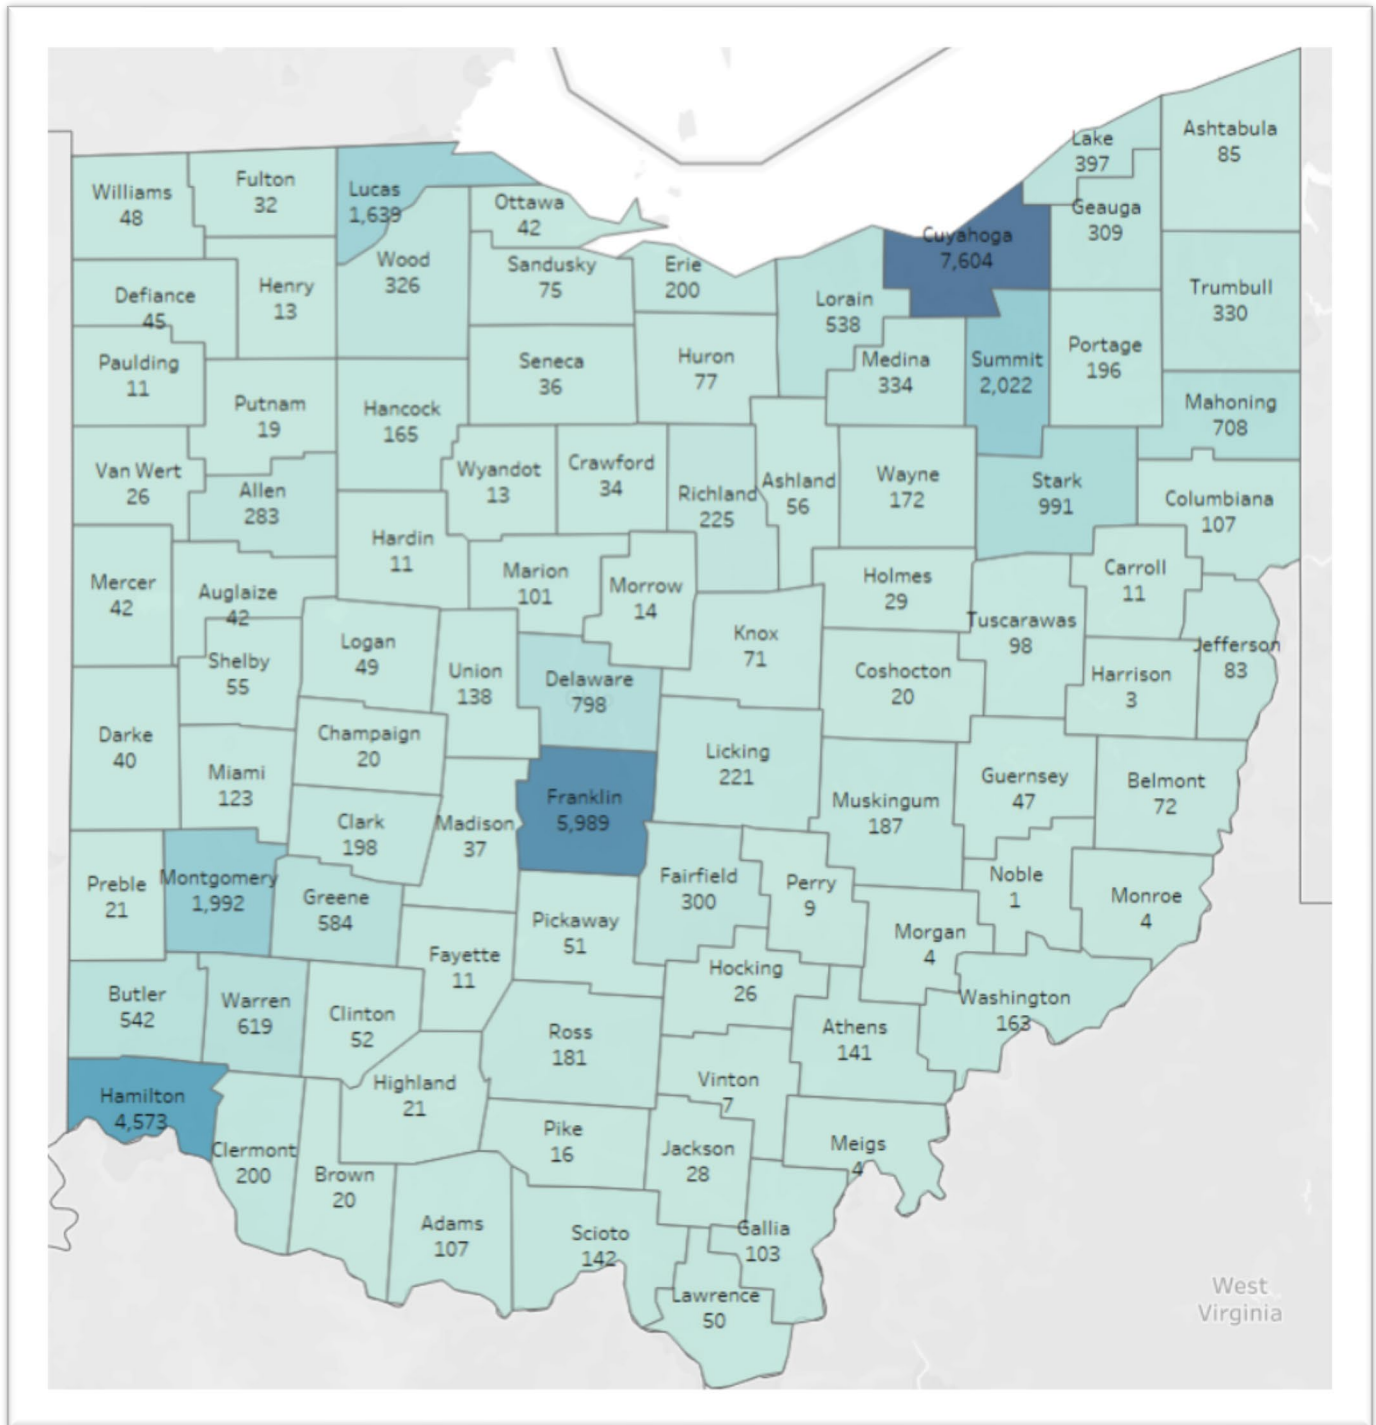 Lake
397
Ashtabula
85
Williams
48
Fulton
32
Lucas
1,639
Ottawa
42
Geauga
309
Cuyahoga
7,604
Wood
326
Sandusky
75
Erie
200
Defiance
45
Henry
13
Lorain
538
Trumbull
330
Paulding
11
Seneca
36
Huron
77
Medina
334
Summit
2,022
Portage
196
Putnam
19
Hancock
165
Mahoning
708
Van Wert
26
Allen
283
Wyandot
13
Crawford
34
Richland
225
Ashland
56
Wayne
172
Stark
991
Columbiana
107
Hardin
11
Mercer
42
Auglaize
42
Marion
101
Morrow
14
Holmes
29
Carroll
11
Tuscarawas
98
Shelby
55
Logan
49
Union
138
Delaware
798
Knox
71
Coshocton
20
Harrison
3
Jefferson
83
Darke
40
Miami
123
Champaign
20
Licking
221
Guernsey
47
Belmont
72
Franklin
5,989
Muskingum
187
Clark
198
Madison
37
Preble
21
Montgomery
1,992
Greene
584
Fairfield
300
Perry
9
Noble
1
Monroe
4
Pickaway
51
Morgan
4
Fayette
11
Hocking
26
Washington
163
Butler
542
Warren
619
Clinton
52
Ross
181
Athens
141
Hamilton
4,573
Highland
21
Vinton
7
Clermont
200
Brown
20
Pike
16
Jackson
28
Meigs
4
Adams
107
Scioto
142
Gallia
103
Lawrence
50
West
Virginia